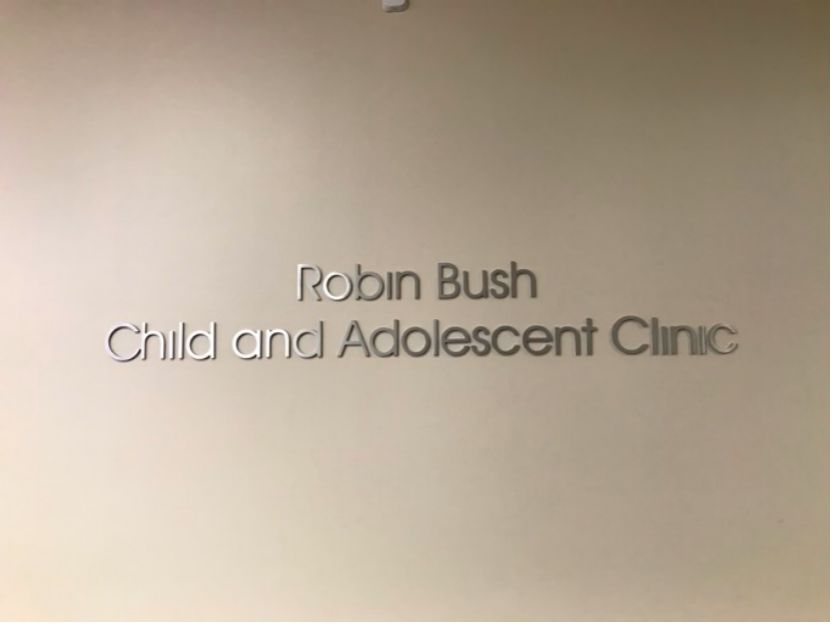 Robin Bush
Child and Adolescent Clinic